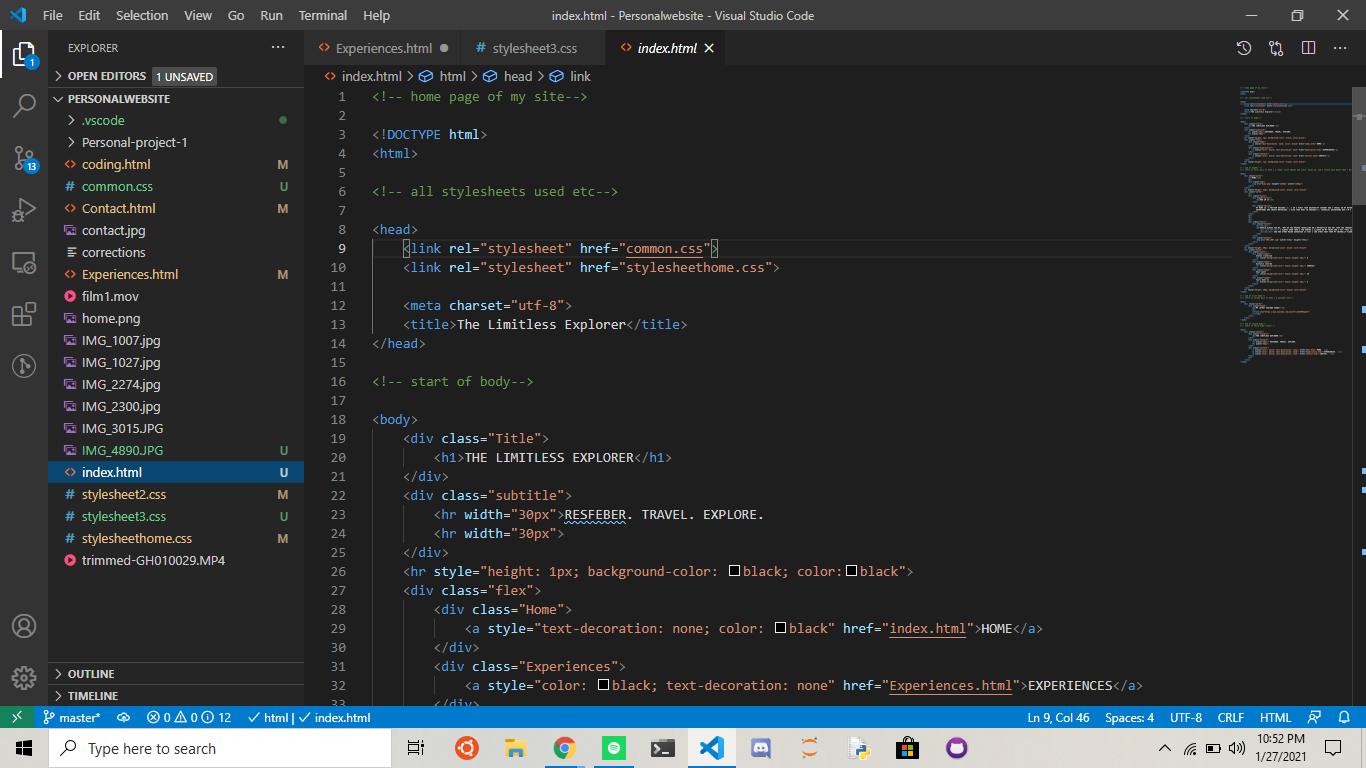 File Edit Selection View Go Run Terminal Help
index.html - Personalwebsite - Visual Studio Code
EXPLORER
Experiences.html
stylesheet3.css
index.html
OPEN EDITORS 1 UNSAVED
index.html > html > head > link
PERSONALWEBSITE
.vscode
Personal-project-1
coding.html M
common.css U
Contact.html M
contact.jpg
corrections
Experiences.html M
film1.mov
home.png
IMG_1007.jpg
IMG_1027.jpg
IMG_2274.jpg
IMG_2300.jpg
IMG_3015.JPG
IMG_4890.JPG U
index.html U
stylesheet2.css M
stylesheet3.css U
stylesheethome.css M
trimmed-GH010029.MP4
OUTLINE
TIMELINE
1
13
1 <!-- home page of my site-->
2
3 <!DOCTYPE html>
4 <html>
5
6 <!-- all stylesheets used etc-->
7
8 <head>
9 <link rel="stylesheet" href="common.css">
10 <link rel="stylesheet" href="stylesheethome.css">
11
12 <meta charset="utf-8">
13 <title>The Limitless Explorer</title>
14 </head>
15
16 <!-- start of body-->
17
18 <body>
19 <div class="Title">
20 <h1>THE LIMITLESS EXPLORER</h1>
21 </div>
22 <div class="subtitle">
23 <hr width="30px">RESFEBER. TRAVEL. EXPLORE.
24 <hr width="30px">
25 </div>
26 <hr style="height: 1px; background-color: black; color:black">
27 <div class="flex">
28 <div class="Home">
29 <a style="text-decoration: none; color: black" href="index.html">HOME</a>
30 </div>
31 <div class="Experiences">
32 <a style="color: black; text-decoration: none" href="Experiences.html">EXPERIENCES</a>
33 </div>
master* 0 0 12 html | index.html
Ln 9, Col 46 Spaces: 4 UTF-8 CRLF HTML
Type here to search
10:52 PM
1/27/2021